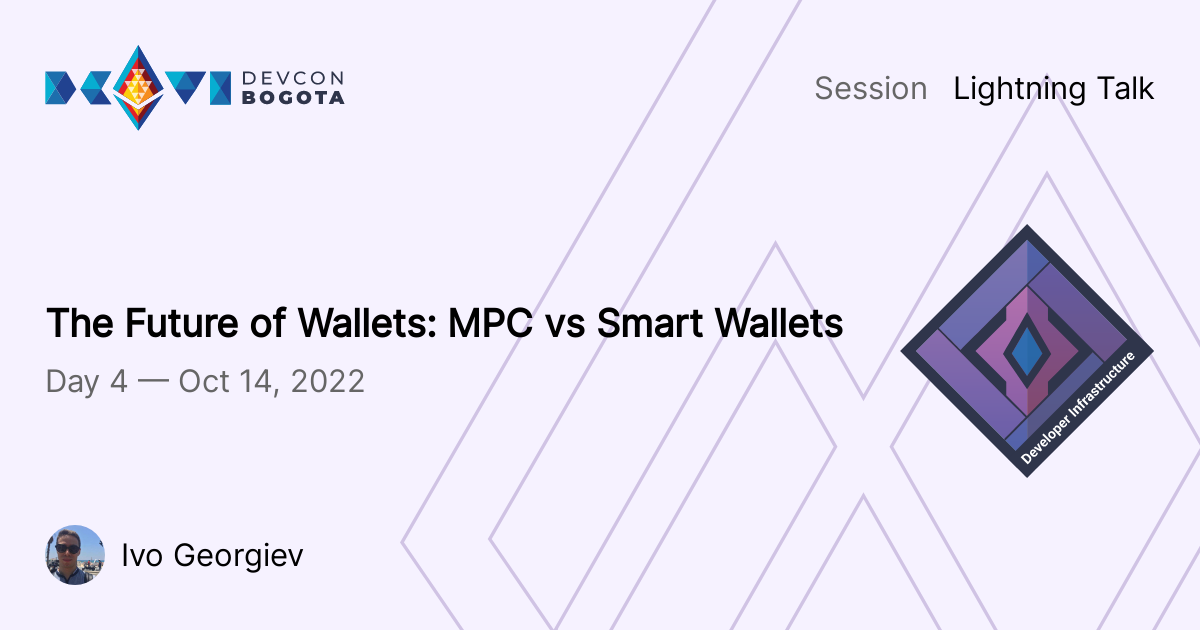 DEVCON
BOGOTA
Session Lightning Talk
The Future of Wallets: MPC vs Smart Wallets
Day 4 — Oct 14, 2022
Developer Infrastructure
Ivo Georgiev